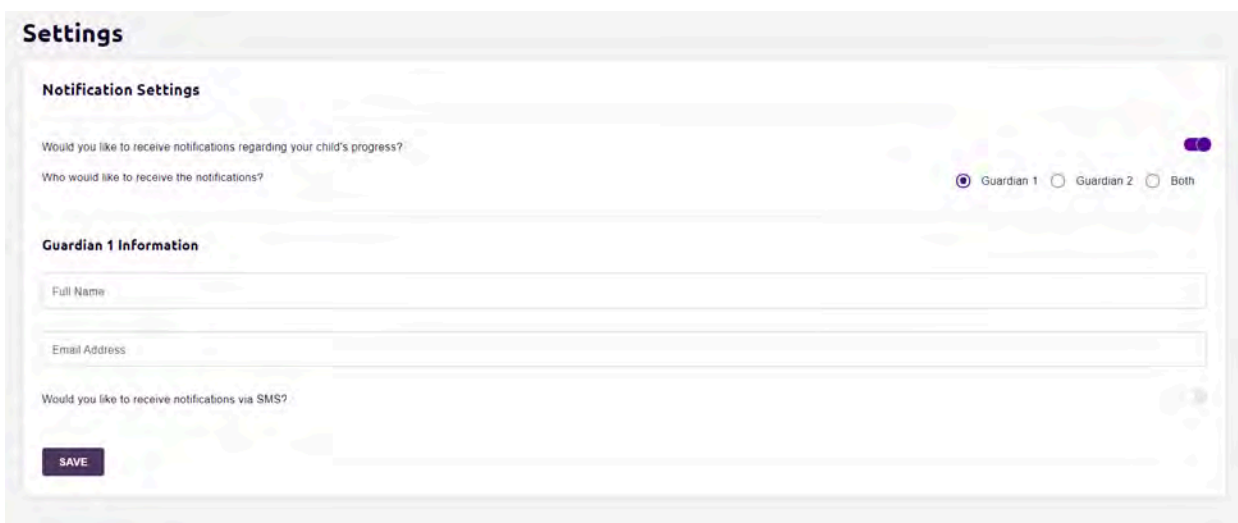 Settings
Notification Settings
Would you like to receive notifications regarding your child's progress?
Who would like to receive the notifications?
Guardian 1 Guardian 2 Both
Guardian 1 Information
Full Name
Email Address
Would you like to receive notifications via SMS?
SAVE